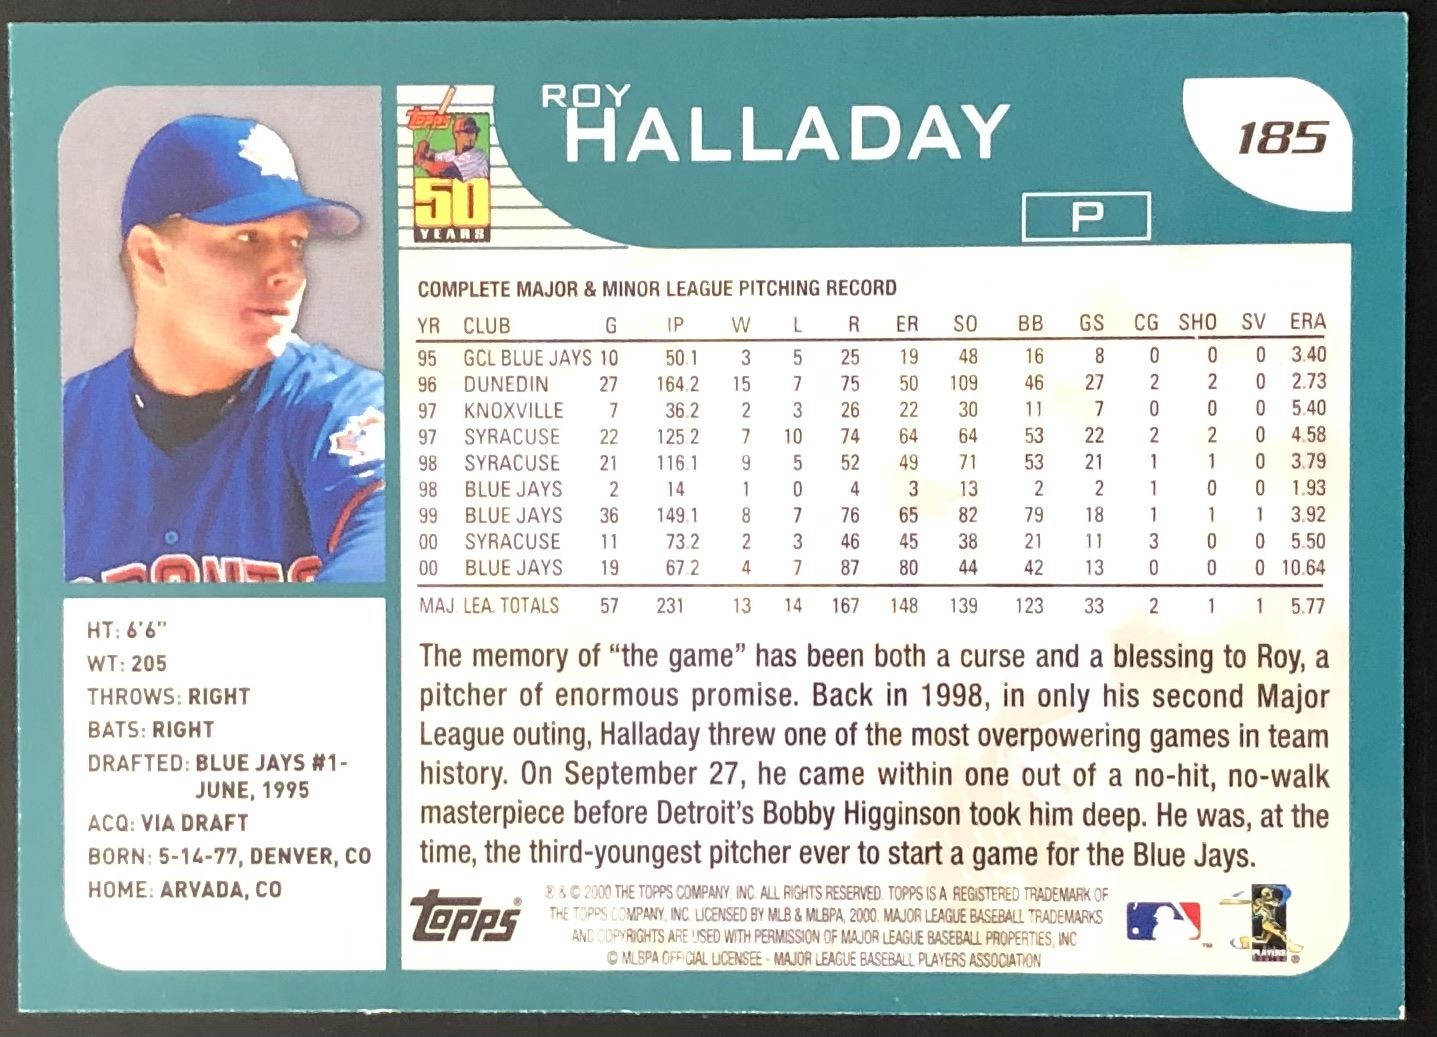 ROY
HALLADAY
185
P
Topps
50
YEARS
TORONTO
HT: 6'6"
WT: 205
THROWS: RIGHT
BATS: RIGHT
DRAFTED: BLUE JAYS #1-
JUNE, 1995
ACQ: VIA DRAFT
BORN: 5-14-77, DENVER, CO
HOME: ARVADA, CO
COMPLETE MAJOR & MINOR LEAGUE PITCHING RECORD
YR CLUB G IP W L R ER SO BB GS CG SHO SV ERA
95 GCL BLUE JAYS 10 50.1 3 5 25 19 48 16 8 0 0 0 3.40
96 DUNEDIN 27 164.2 15 7 75 50 109 46 27 2 2 0 2.73
97 KNOXVILLE 7 36.2 2 3 26 22 30 11 7 0 0 0 5.40
97 SYRACUSE 22 125.2 7 10 74 64 64 53 22 2 2 0 4.58
98 SYRACUSE 21 116.1 9 5 52 49 71 53 21 1 1 0 3.79
98 BLUE JAYS 2 14 1 0 4 3 13 2 2 1 0 0 1.93
99 BLUE JAYS 36 149.1 8 7 76 65 82 79 18 1 1 1 3.92
00 SYRACUSE 11 73.2 2 3 46 45 38 21 11 3 0 0 5.50
00 BLUE JAYS 19 67.2 4 7 87 80 44 42 13 0 0 0 10.64
MAJ. LEA. TOTALS 57 231 13 14 167 148 139 123 33 2 1 1 5.77
The memory of “the game” has been both a curse and a blessing to Roy, a
pitcher of enormous promise. Back in 1998, in only his second Major
League outing, Halladay threw one of the most overpowering games in team
history. On September 27, he came within one out of a no-hit, no-walk
masterpiece before Detroit's Bobby Higginson took him deep. He was, at the
time, the third-youngest pitcher ever to start a game for the Blue Jays.
Topps®
® & © 2000 THE TOPPS COMPANY, INC. ALL RIGHTS RESERVED. TOPPS IS A REGISTERED TRADEMARK OF
THE TOPPS COMPANY, INC. LICENSED BY MLB & MLBPA, 2000. MAJOR LEAGUE BASEBALL TRADEMARKS
AND COPYRIGHTS ARE USED WITH PERMISSION OF MAJOR LEAGUE BASEBALL PROPERTIES, INC
© MLBPA OFFICIAL LICENSEE - MAJOR LEAGUE BASEBALL PLAYERS ASSOCIATION
TM
PLAYERS
®